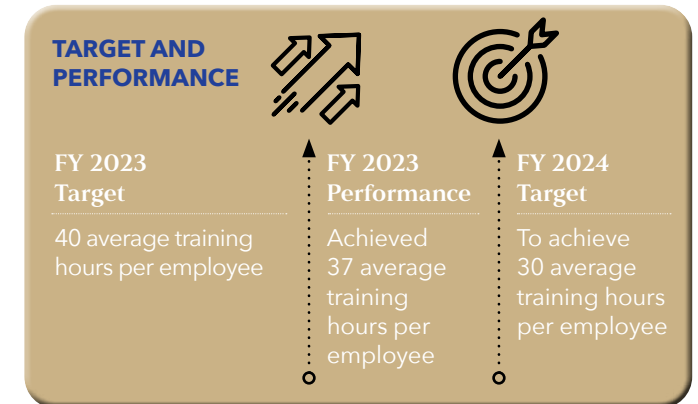 TARGET AND
PERFORMANCE
FY 2023
Target
40 average training
hours per employee
FY 2023
Performance
Achieved
37 average
training
hours per
employee
FY 2024
Target
To achieve
30 average
training hours
per employee